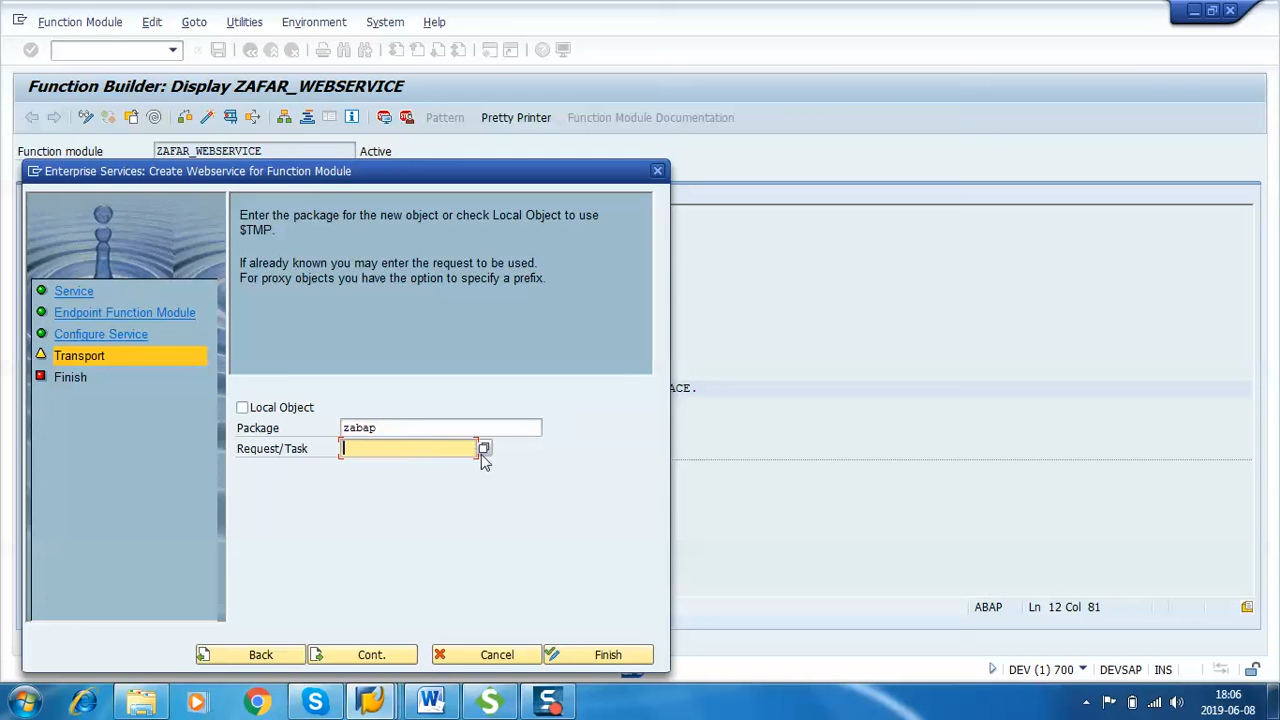 Function Module Edit Goto Utilities Environment System Help
Function Builder: Display ZAFAR_WEBSERVICE
Pattern Pretty Printer Function Module Documentation
Function module ZAFAR_WEBSERVICE Active
Enterprise Services: Create Webservice for Function Module
Enter the package for the new object or check Local Object to use
$TMP.
If already known you may enter the request to be used.
For proxy objects you have the option to specify a prefix.
Service
Endpoint Function Module
Configure Service
Transport
Finish
ACE.
Local Object
Package zabap
Request/Task
ABAP Ln 12 Col 81
Back Cont. Cancel Finish
DEV (1) 700 DEVSAP INS
18:06
2019-06-08